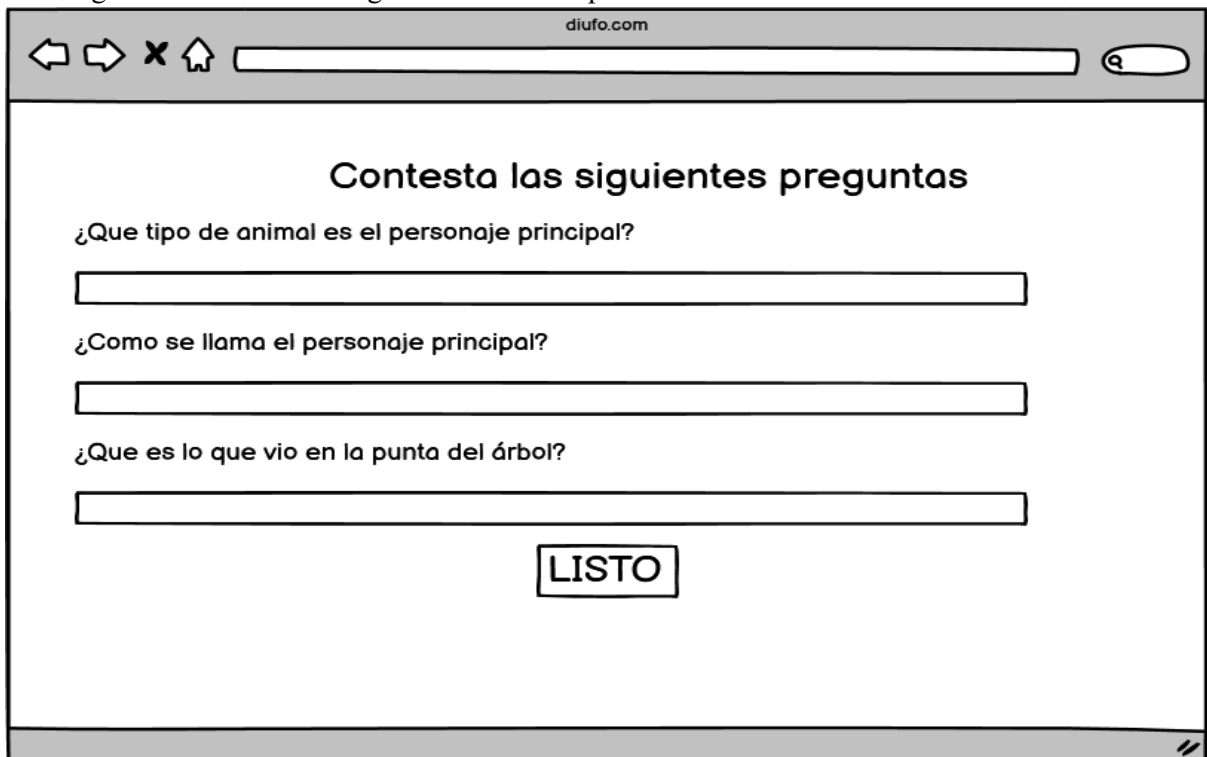 diufo.com
Contesta las siguientes preguntas
¿Que tipo de animal es el personaje principal?
¿Como se llama el personaje principal?
¿Que es lo que vio en la punta del árbol?
LISTO